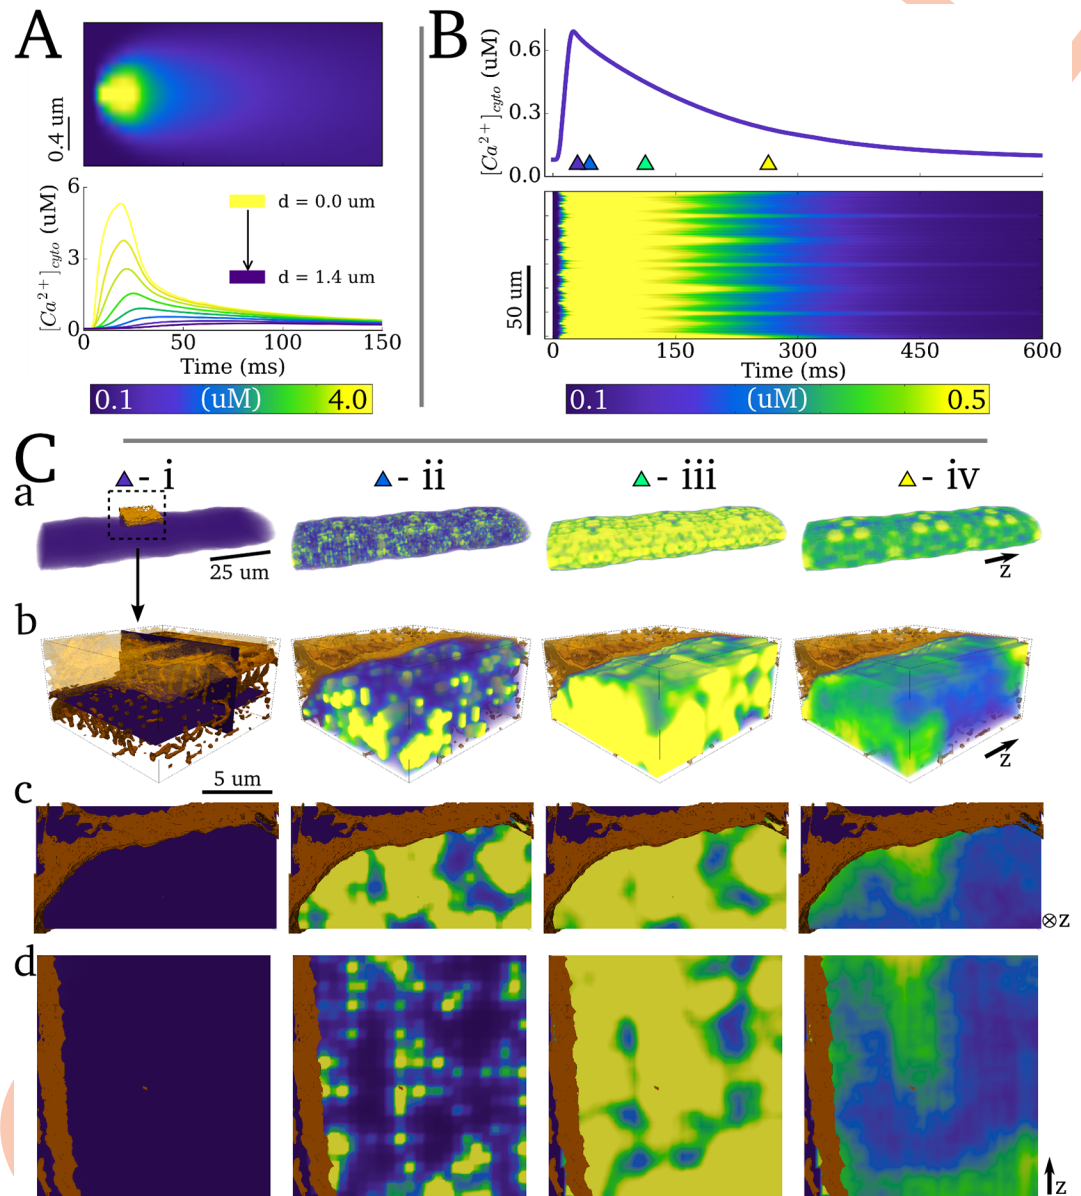 A
0.4 um
[Ca²⁺]cyto (uM)
6
3
0
d = 0.0 um
d = 1.4 um
0 50 100 150
Time (ms)
0.1 (uM) 4.0
B
[Ca²⁺]cyto (uM)
0.6
0.3
0.0
50 um
0 150 300 450 600
Time (ms)
0.1 (uM) 0.5
C
- i - ii - iii - iv
a
25 um
z
b
z
5 um
c
⊗z
d
z